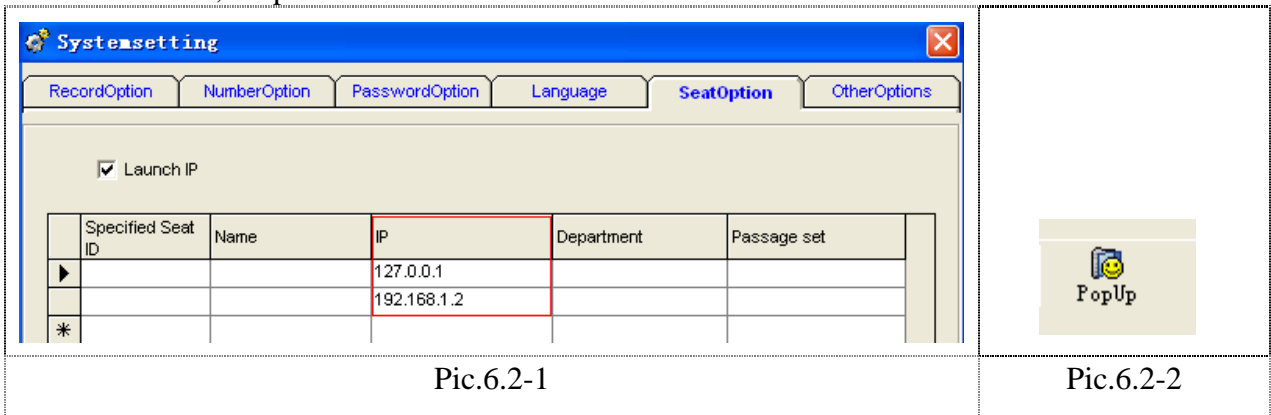 Systemsetting
RecordOption NumberOption PasswordOption Language SeatOption OtherOptions
Launch IP
Specified Seat ID Name IP Department Passage set
127.0.0.1
192.168.1.2
PopUp
Pic.6.2-1 Pic.6.2-2